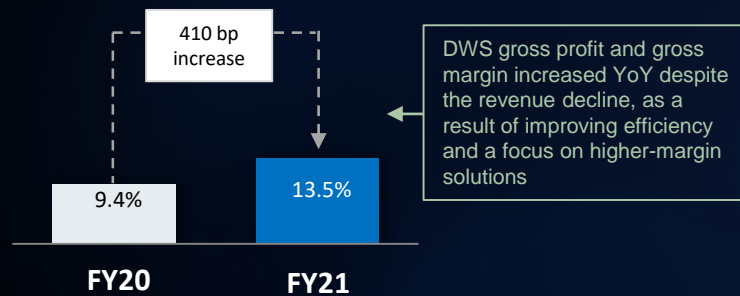 410 bp
increase
DWS gross profit and gross
margin increased YoY despite
the revenue decline, as a
result of improving efficiency
and a focus on higher-margin
solutions
9.4%
13.5%
FY20
FY21